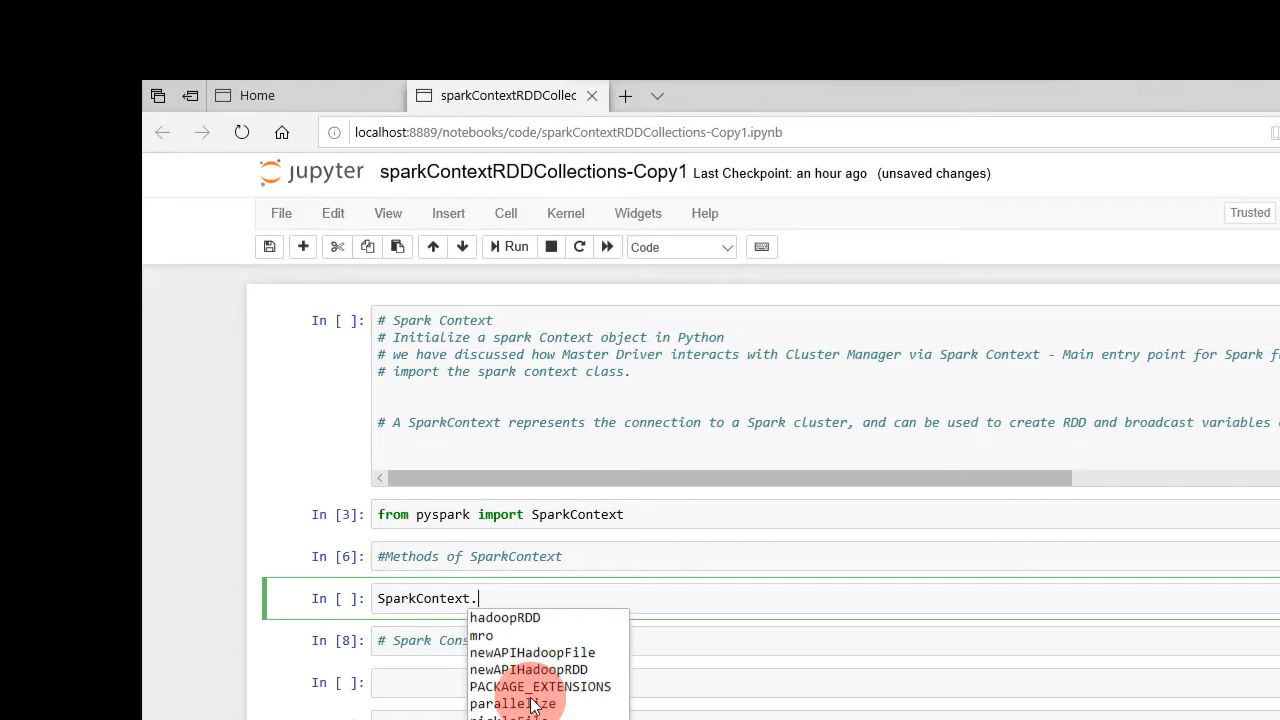 Home
sparkContextRDDCollec
localhost:8889/notebooks/code/sparkContextRDDCollections-Copy1.ipynb
jupyter sparkContextRDDCollections-Copy1 Last Checkpoint: an hour ago (unsaved changes)
File Edit View Insert Cell Kernel Widgets Help
Trusted
Run Code
In [ ]: # Spark Context
# Initialize a spark Context object in Python
# we have discussed how Master Driver interacts with Cluster Manager via Spark Context - Main entry point for Spark f
# import the spark context class.
# A SparkContext represents the connection to a Spark cluster, and can be used to create RDD and broadcast variables
In [3]: from pyspark import SparkContext
In [6]: #Methods of SparkContext
In [ ]: SparkContext.
hadoopRDD
In [8]: # Spark Cons
mro
newAPIHadoopFile
newAPIHadoopRDD
In [ ]:
PACKAGE_EXTENSIONS
parallelize
pickleFile